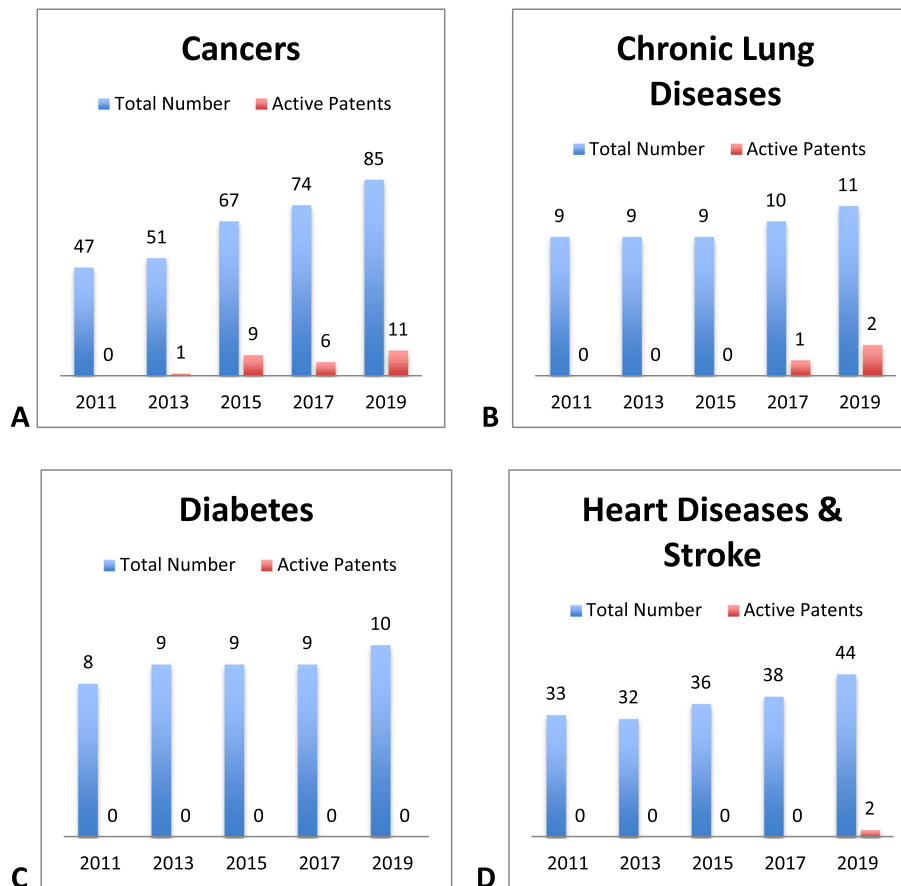 Cancers
Total Number Active Patents
47 0 51 1 67 9 74 6 85 11
2011 2013 2015 2017 2019
A
Chronic Lung
Diseases
Total Number Active Patents
9 0 9 0 9 0 10 1 11 2
2011 2013 2015 2017 2019
B
Diabetes
Total Number Active Patents
8 0 9 0 9 0 9 0 10 0
2011 2013 2015 2017 2019
C
Heart Diseases &
Stroke
Total Number Active Patents
33 0 32 0 36 0 38 0 44 2
2011 2013 2015 2017 2019
D